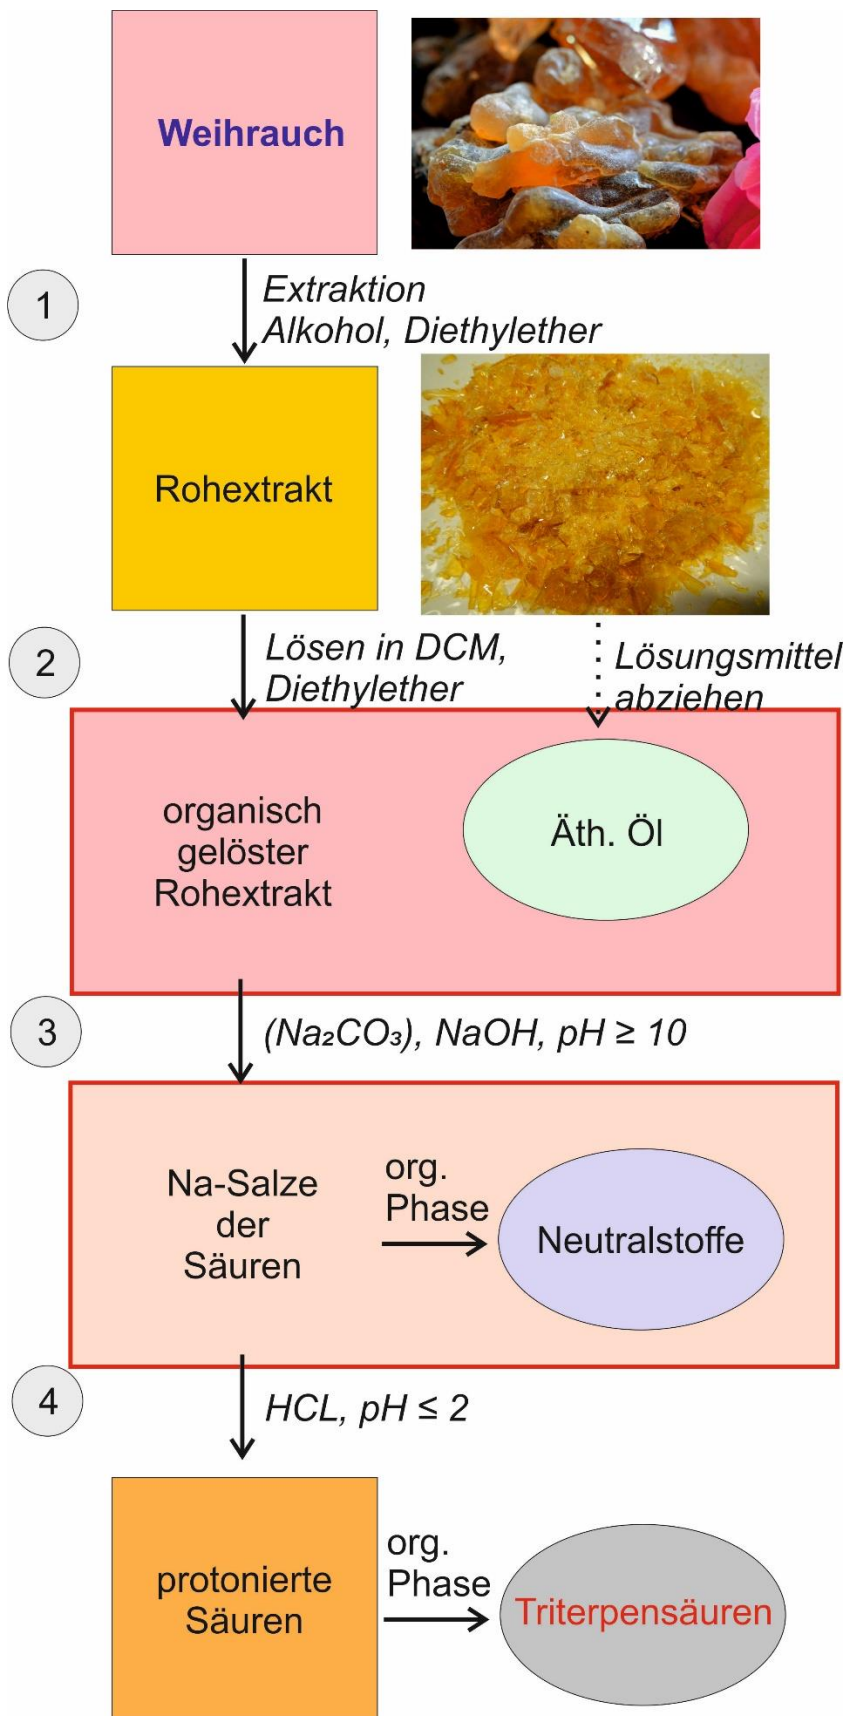 Weihrauch
1
Extraktion
Alkohol, Diethylether
Rohextrakt
2
Lösen in DCM,
Diethylether
Lösungsmittel
abziehen
organisch
gelöster
Rohextrakt
Äth. Öl
3
(Na₂CO₃), NaOH, pH ≥ 10
Na-Salze
der
Säuren
org.
Phase
Neutralstoffe
4
HCL, pH ≤ 2
protonierte
Säuren
org.
Phase
Triterpensäuren